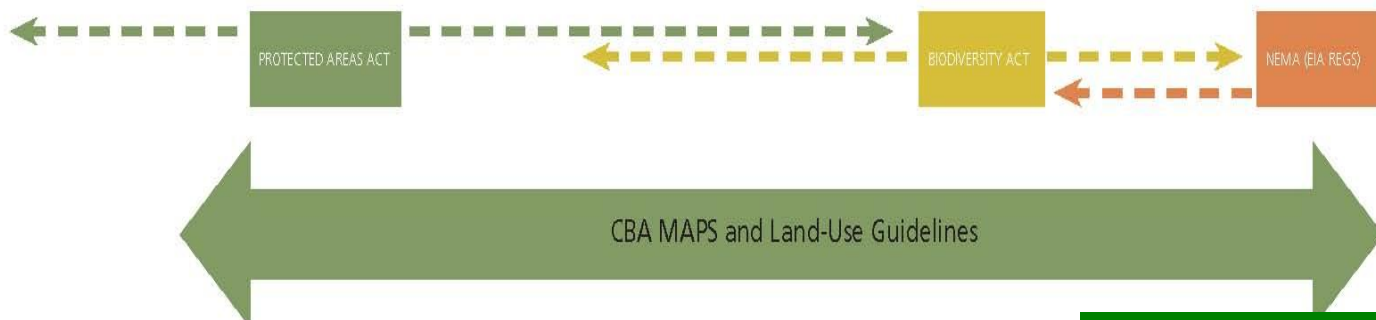 PROTECTED AREAS ACT
BIODIVERSITY ACT
NEMA (EIA REGS)
CBA MAPS and Land-Use Guidelines